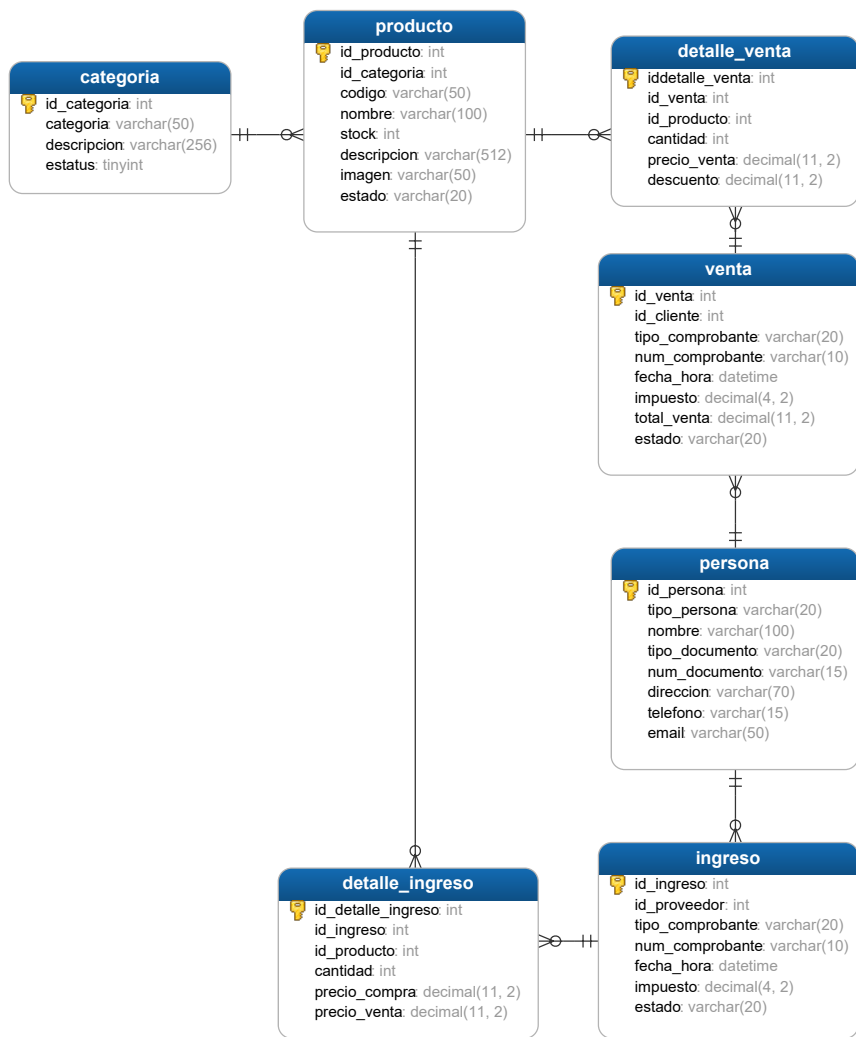 categoria
id_categoria: int
categoria: varchar(50)
descripcion: varchar(256)
estatus: tinyint
producto
id_producto: int
id_categoria: int
codigo: varchar(50)
nombre: varchar(100)
stock: int
descripcion: varchar(512)
imagen: varchar(50)
estado: varchar(20)
detalle_venta
iddetalle_venta: int
id_venta: int
id_producto: int
cantidad: int
precio_venta: decimal(11, 2)
descuento: decimal(11, 2)
venta
id_venta: int
id_cliente: int
tipo_comprobante: varchar(20)
num_comprobante: varchar(10)
fecha_hora: datetime
impuesto: decimal(4, 2)
total_venta: decimal(11, 2)
estado: varchar(20)
persona
id_persona: int
tipo_persona: varchar(20)
nombre: varchar(100)
tipo_documento: varchar(20)
num_documento: varchar(15)
direccion: varchar(70)
telefono: varchar(15)
email: varchar(50)
detalle_ingreso
id_detalle_ingreso: int
id_ingreso: int
id_producto: int
cantidad: int
precio_compra: decimal(11, 2)
precio_venta: decimal(11, 2)
ingreso
id_ingreso: int
id_proveedor: int
tipo_comprobante: varchar(20)
num_comprobante: varchar(10)
fecha_hora: datetime
impuesto: decimal(4, 2)
estado: varchar(20)